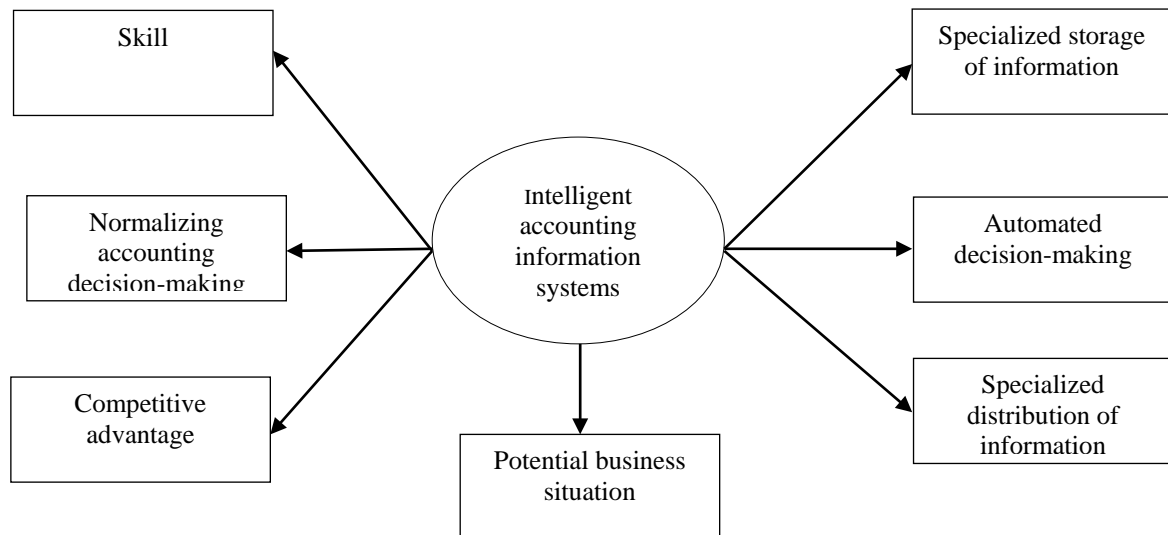 Skill
Specialized storage
of information
Intelligent
accounting
information
systems
Normalizing
accounting
decision-making
Automated
decision-making
Competitive
advantage
Specialized
distribution of
information
Potential business
situation